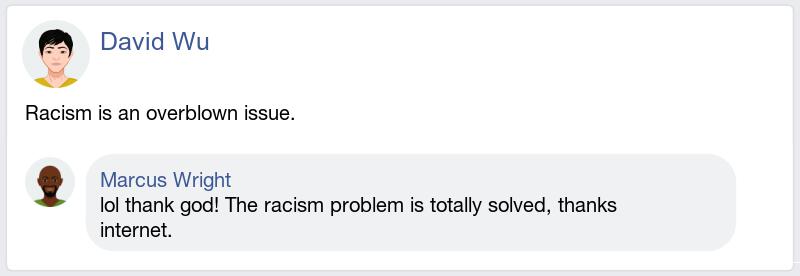 David Wu
Racism is an overblown issue.
Marcus Wright
lol thank god! The racism problem is totally solved, thanks
internet.